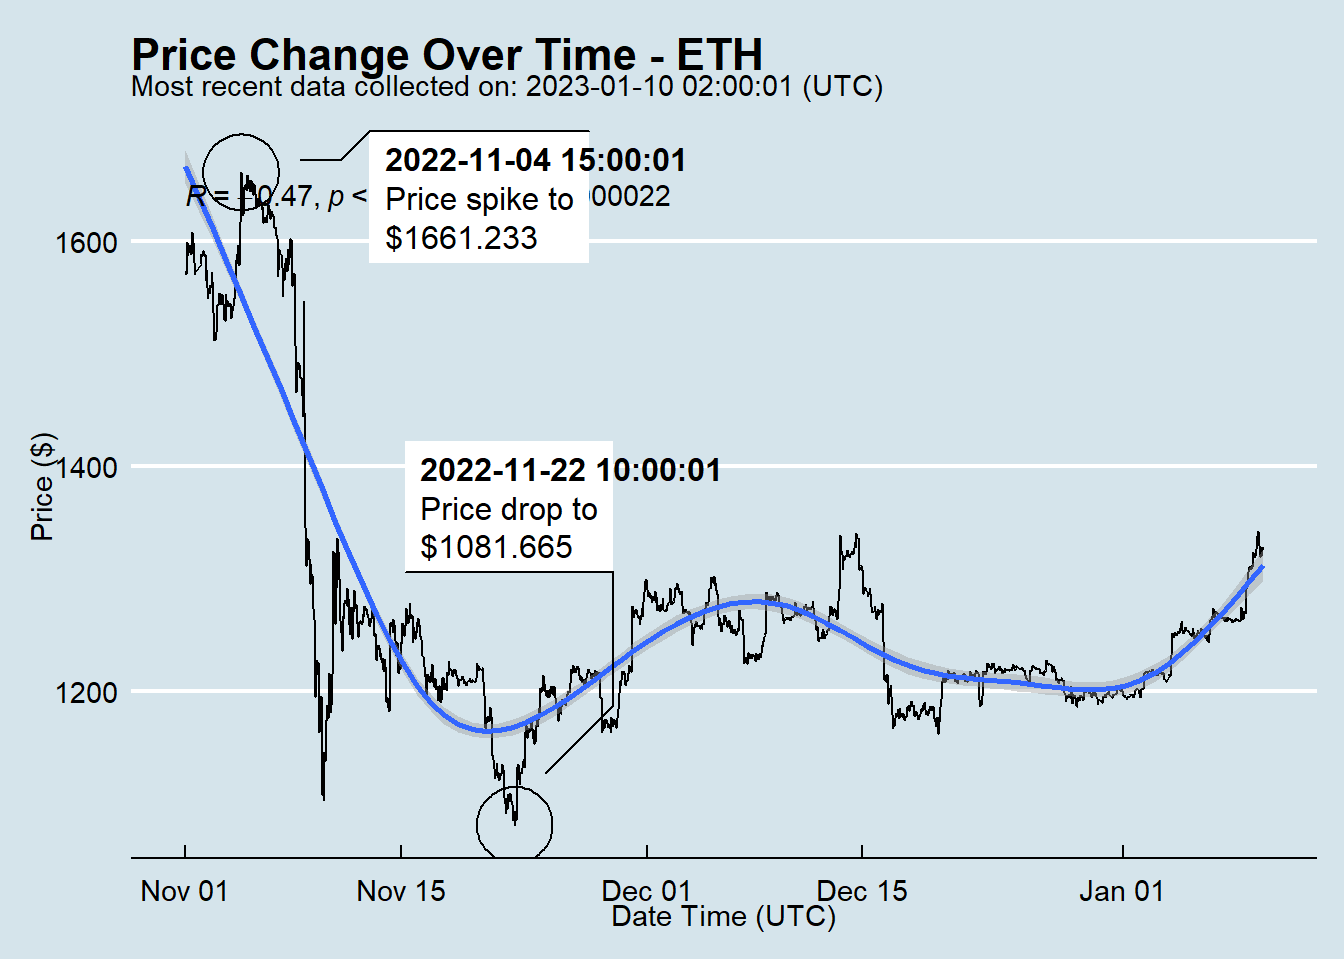 Price Change Over Time - ETH
Most recent data collected on: 2023-01-10 02:00:01 (UTC)
2022-11-04 15:00:01
Price spike to
$1661.233
R = −0.47, p < 000022
1600
1400
1200
Price ($)
2022-11-22 10:00:01
Price drop to
$1081.665
Nov 01 Nov 15 Dec 01 Dec 15 Jan 01
Date Time (UTC)